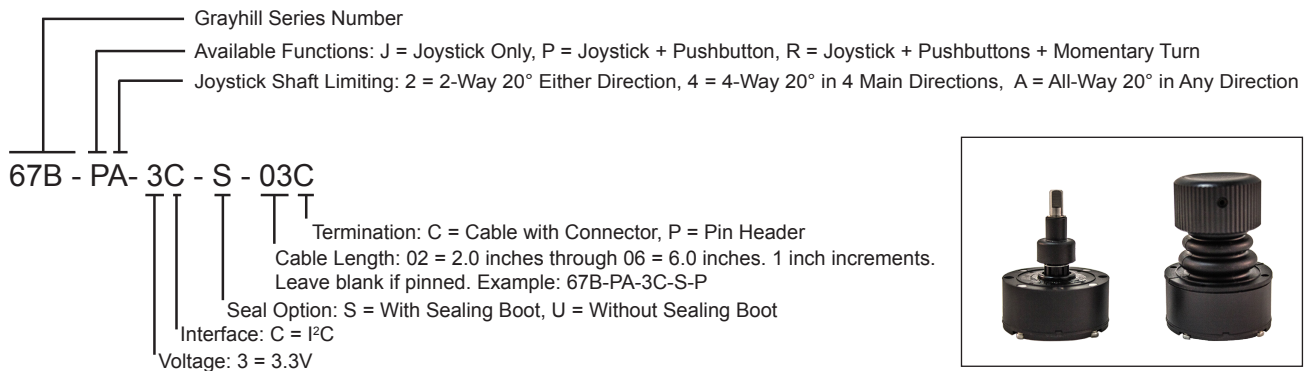 Grayhill Series Number
Available Functions: J = Joystick Only, P = Joystick + Pushbutton, R = Joystick + Pushbuttons + Momentary Turn
Joystick Shaft Limiting: 2 = 2-Way 20° Either Direction, 4 = 4-Way 20° in 4 Main Directions, A = All-Way 20° in Any Direction
67B - PA- 3C - S - 03C
Termination: C = Cable with Connector, P = Pin Header
Cable Length: 02 = 2.0 inches through 06 = 6.0 inches. 1 inch increments.
Leave blank if pinned. Example: 67B-PA-3C-S-P
Seal Option: S = With Sealing Boot, U = Without Sealing Boot
Interface: C = I²C
Voltage: 3 = 3.3V